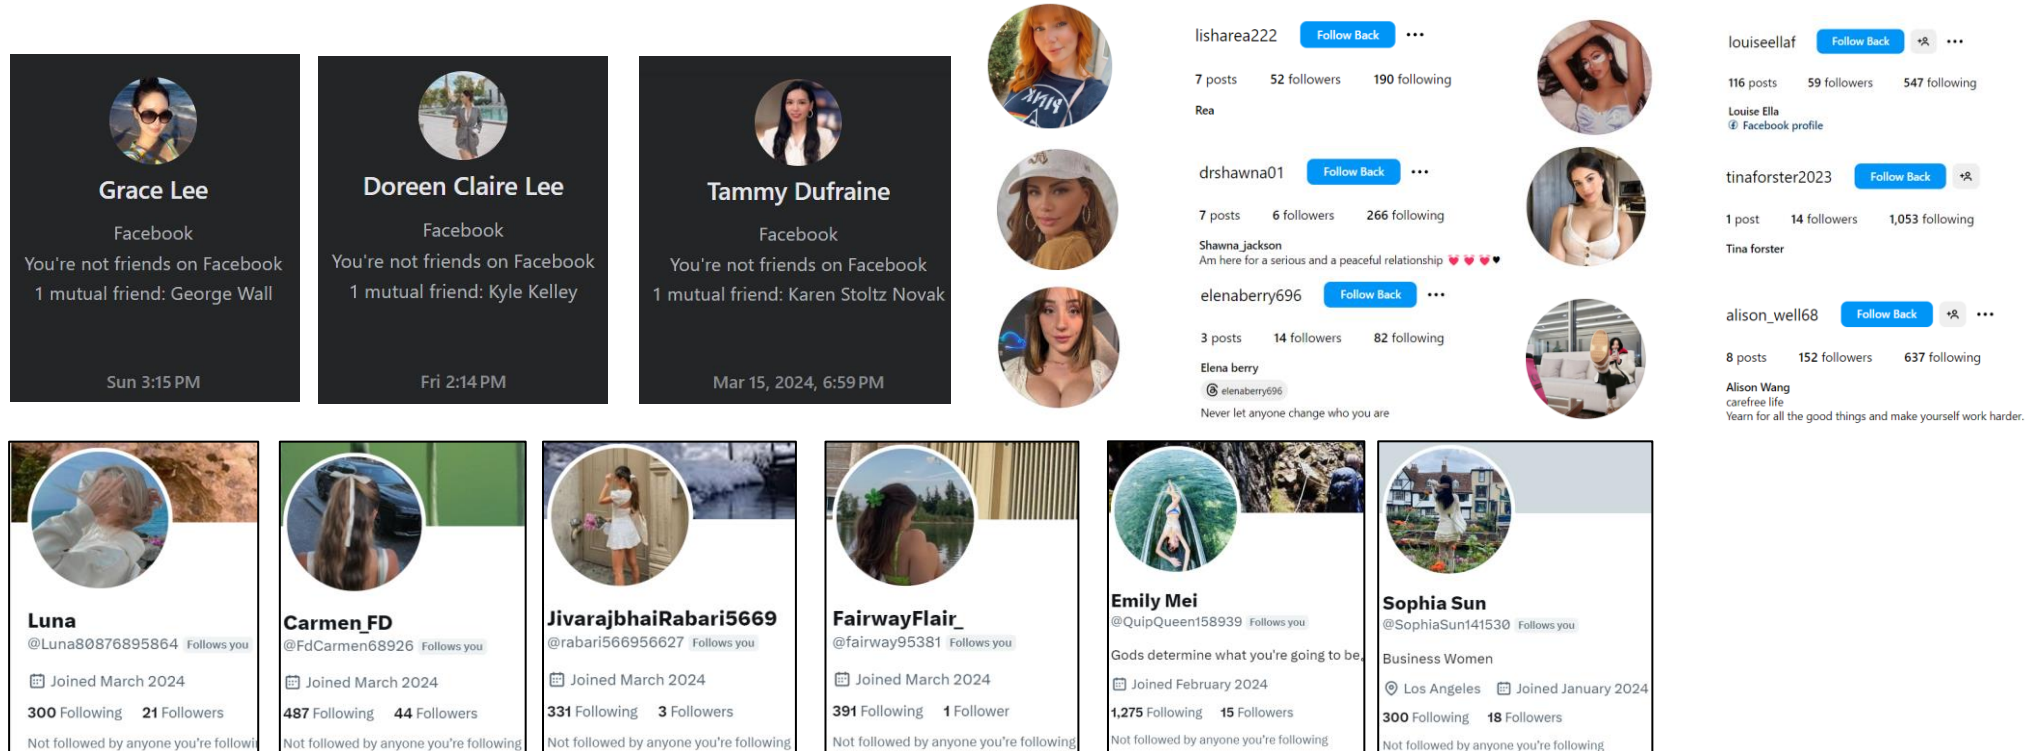 Grace Lee
Facebook
You're not friends on Facebook
1 mutual friend: George Wall
Sun 3:15 PM
Doreen Claire Lee
Facebook
You're not friends on Facebook
1 mutual friend: Kyle Kelley
Fri 2:14 PM
Tammy Dufraine
Facebook
You're not friends on Facebook
1 mutual friend: Karen Stoltz Novak
Mar 15, 2024, 6:59 PM
PINK
lisharea222 Follow Back
7 posts 52 followers 190 following
Rea
drshawna01 Follow Back
7 posts 6 followers 266 following
Shawna_jackson
Am here for a serious and a peaceful relationship 💓💓💓♥
elenaberry696 Follow Back
3 posts 14 followers 82 following
Elena berry
elenaberry696
Never let anyone change who you are
louiseellaf Follow Back
116 posts 59 followers 547 following
Louise Ella
Facebook profile
tinaforster2023 Follow Back
1 post 14 followers 1,053 following
Tina forster
alison_well68 Follow Back
8 posts 152 followers 637 following
Alison Wang
carefree life
Yearn for all the good things and make yourself work harder.
Luna
@Luna80876895864 Follows you
Joined March 2024
300 Following 21 Followers
Not followed by anyone you're followi
Carmen_FD
@FdCarmen68926 Follows you
Joined March 2024
487 Following 44 Followers
Not followed by anyone you're following
JivarajbhaiRabari5669
@rabari566956627 Follows you
Joined March 2024
331 Following 3 Followers
Not followed by anyone you're following
FairwayFlair_
@fairway95381 Follows you
Joined March 2024
391 Following 1 Follower
Not followed by anyone you're following
Emily Mei
@QuipQueen158939 Follows you
Gods determine what you're going to be,
Joined February 2024
1,275 Following 15 Followers
Not followed by anyone you're following
Sophia Sun
@SophiaSun141530 Follows you
Business Women
Los Angeles Joined January 2024
300 Following 18 Followers
Not followed by anyone you're following